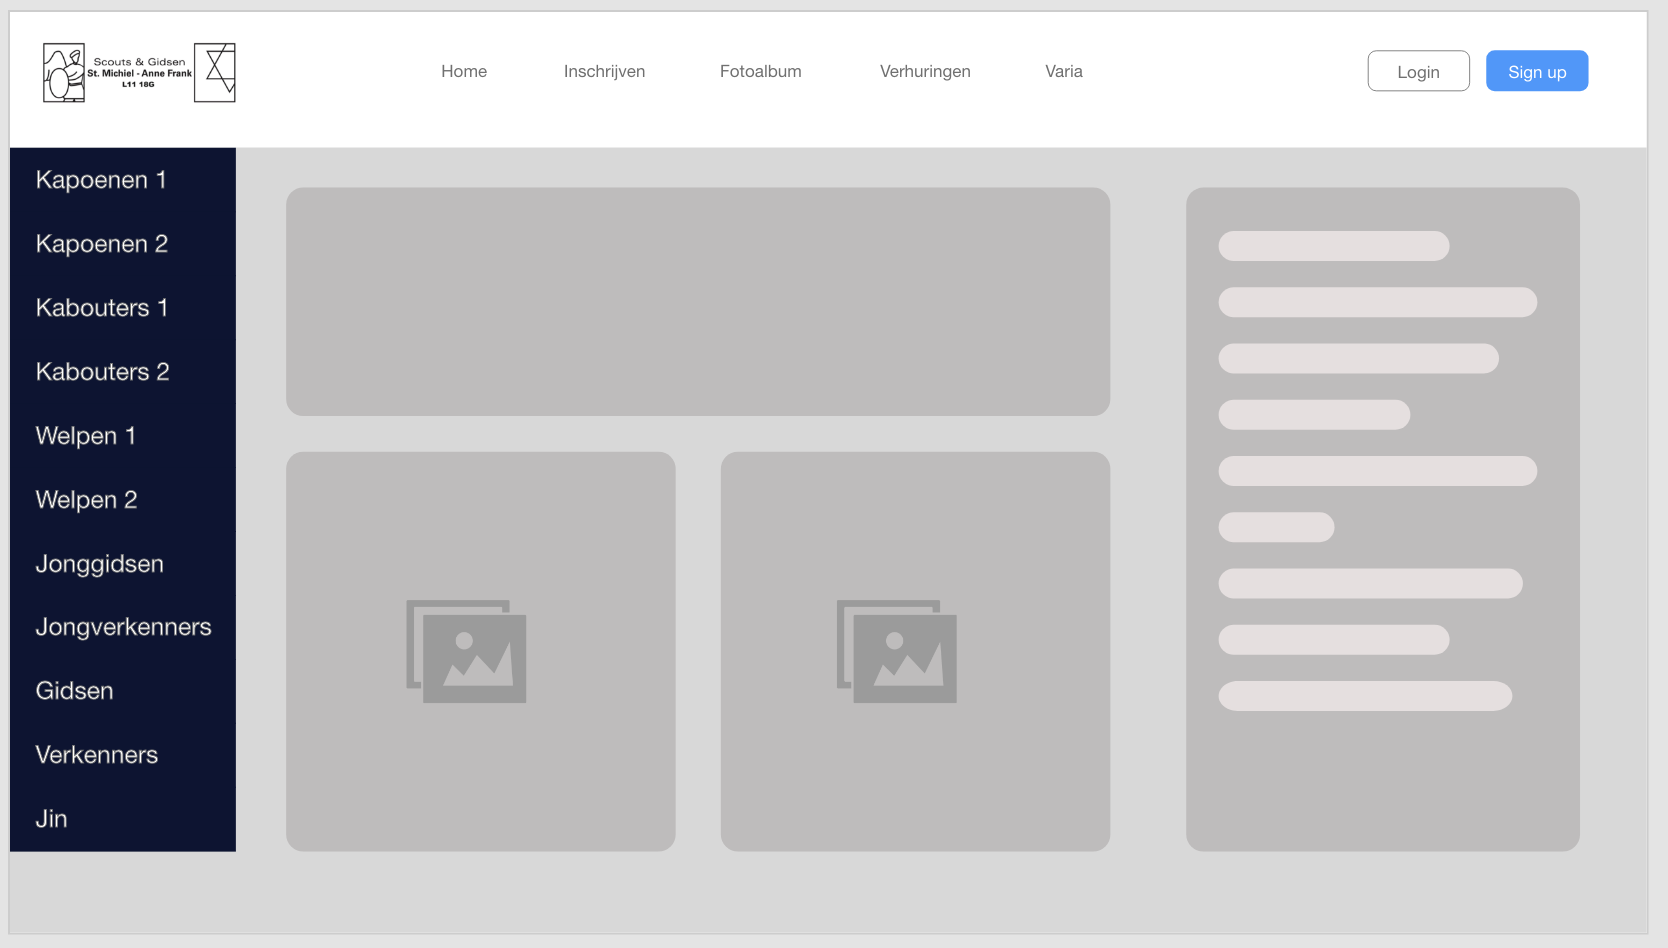 Scouts & Gidsen
St. Michiel - Anne Frank
L11 18G
Home
Inschrijven
Fotoalbum
Verhuringen
Varia
Login
Sign up
Kapoenen 1
Kapoenen 2
Kabouters 1
Kabouters 2
Welpen 1
Welpen 2
Jonggidsen
Jongverkenners
Gidsen
Verkenners
Jin